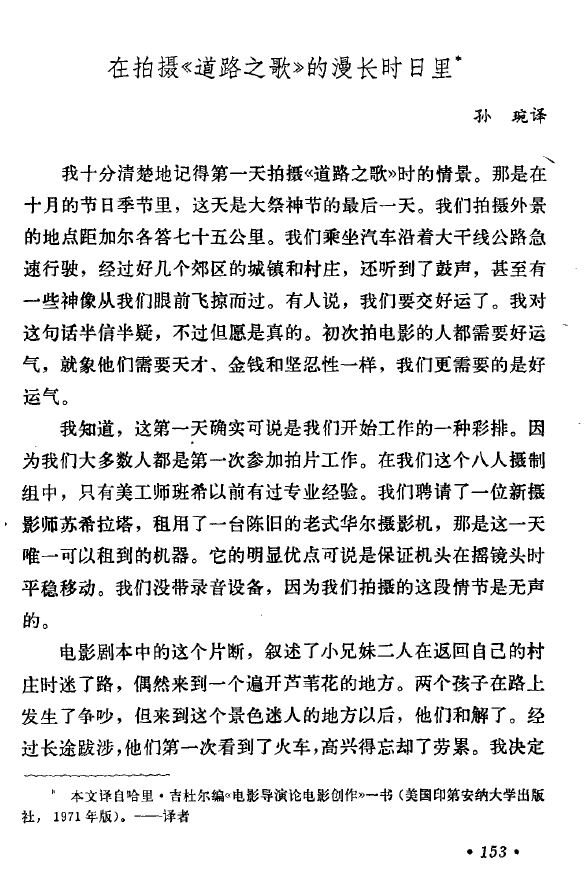 在拍摄《道路之歌》的漫长时日里*
孙 琬译
我十分清楚地记得第一天拍摄《道路之歌》时的情景。那是在
十月的节日季节里，这天是大祭神节的最后一天。我们拍摄外景
的地点距加尔各答七十五公里。我们乘坐汽车沿着大干线公路急
速行驶，经过好几个郊区的城镇和村庄，还听到了鼓声，甚至有
一些神像从我们眼前飞掠而过。有人说，我们要交好运了。我对
这句话半信半疑，不过但愿是真的。初次拍电影的人都需要好运
气，就象他们需要天才、金钱和坚忍性一样，我们更需要的是好
运气。
我知道，这第一天确实可说是我们开始工作的一种彩排。因
为我们大多数人都是第一次参加拍片工作。在我们这个八人摄制
组中，只有美工师班希以前有过专业经验。我们聘请了一位新摄
影师苏希拉塔，租用了一台陈旧的老式华尔摄影机，那是这一天
唯一可以租到的机器。它的明显优点可说是保证机头在摇镜头时
平稳移动。我们没带录音设备，因为我们拍摄的这段情节是无声
的。
电影剧本中的这个片断，叙述了小兄妹二人在返回自己的村
庄时迷了路，偶然来到一个遍开芦苇花的地方。两个孩子在路上
发生了争吵，但来到这个景色迷人的地方以后，他们和解了。经
过长途跋涉，他们第一次看到了火车，高兴得忘却了劳累。我决定
* 本文译自哈里·吉杜尔编《电影导演论电影创作》一书（美国印第安纳大学出版
社，1971年版）。——译者
·153·